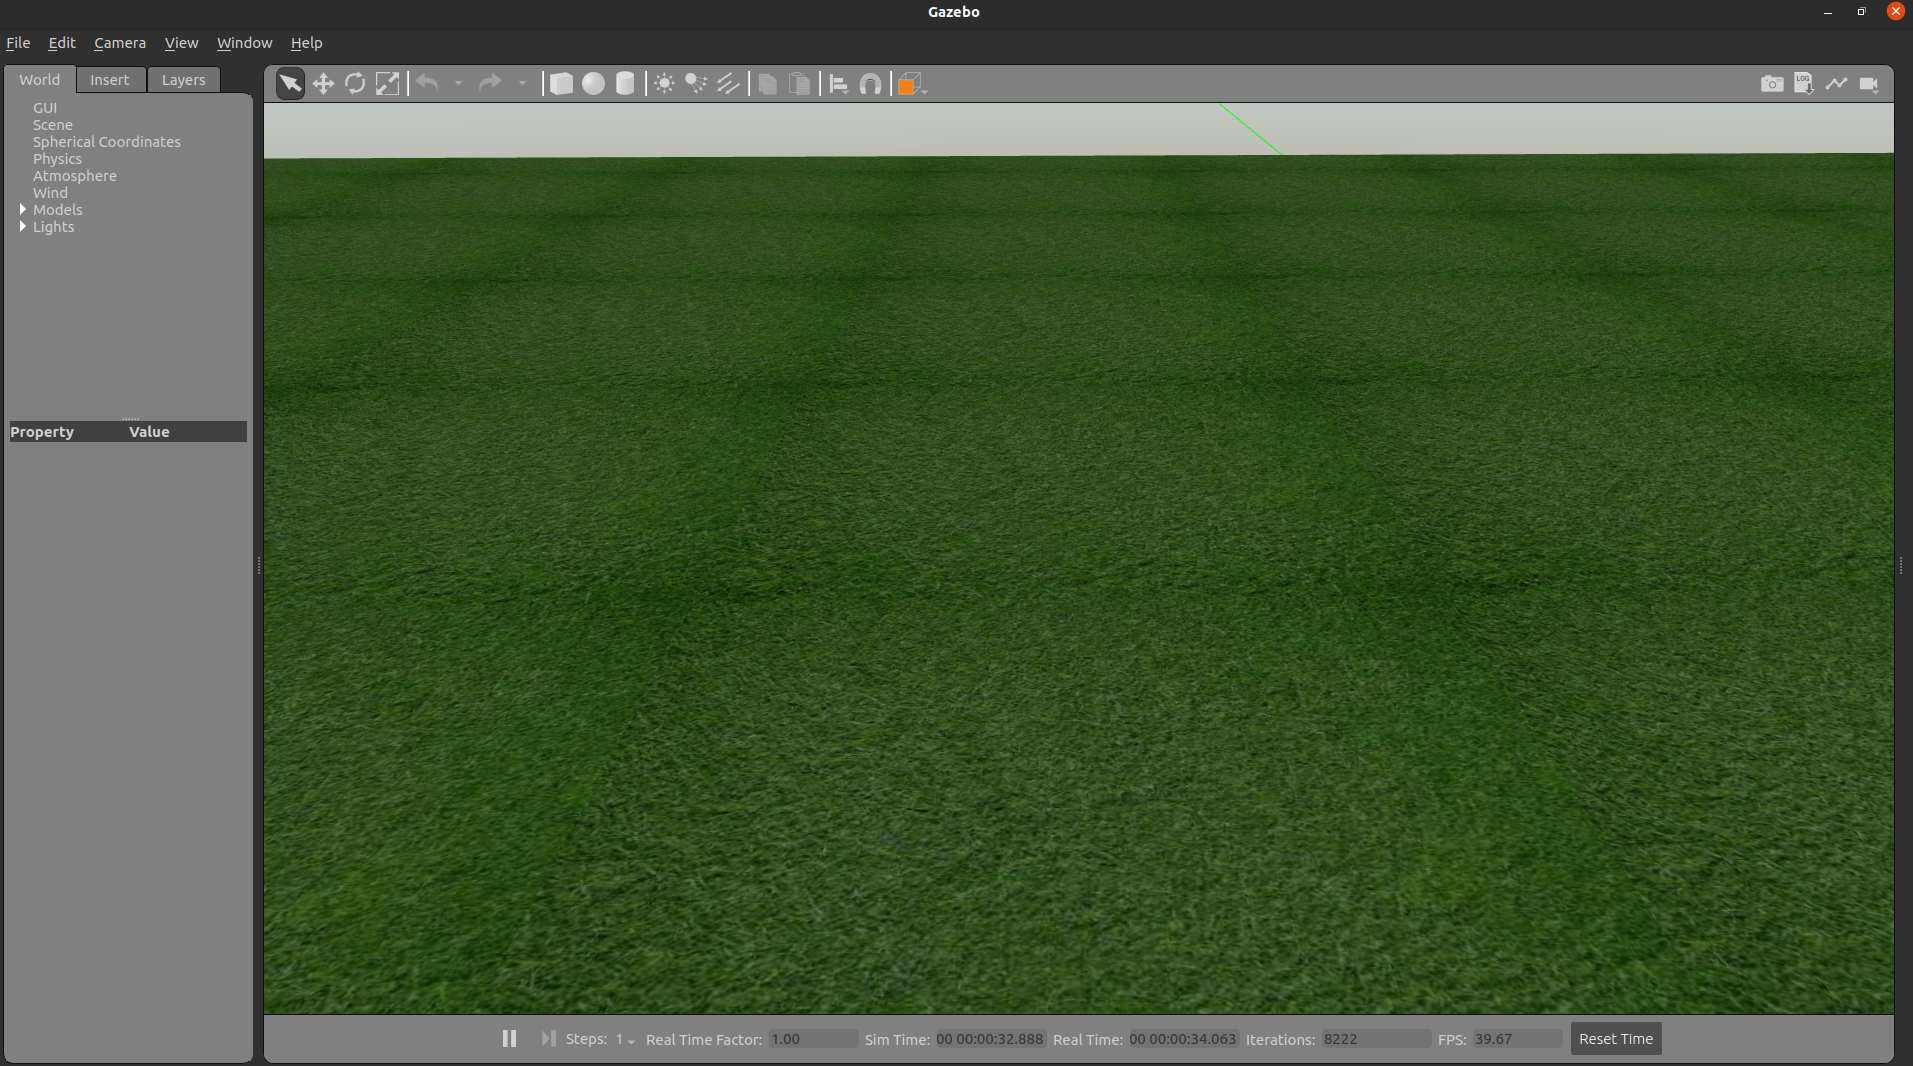 Gazebo
File Edit Camera View Window Help
World Insert Layers
LOG
GUI
Scene
Spherical Coordinates
Physics
Atmosphere
Wind
Models
Lights
Property Value
Steps: 1 Real Time Factor: 1.00 Sim Time: 00 00:00:32.888 Real Time: 00 00:00:34.063 Iterations: 8222 FPS: 39.67 Reset Time